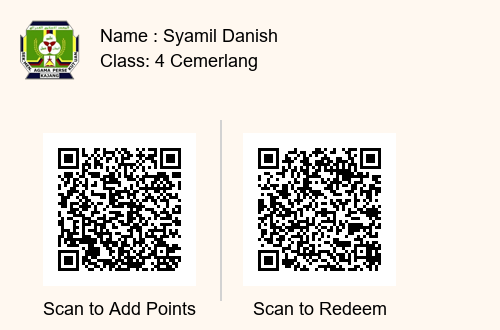 Name : Syamil Danish
Class: 4 Cemerlang
AGAMA PERSE
KAJANG
Scan to Add Points
Scan to Redeem